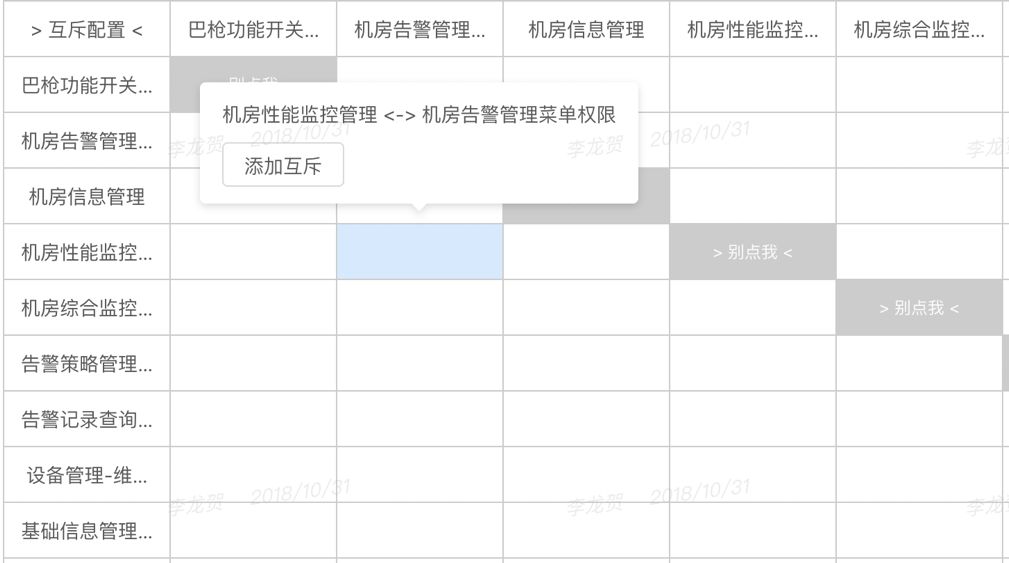 > 互斥配置 <
巴枪功能开关...
机房告警管理...
机房信息管理
机房性能监控...
机房综合监控...
巴枪功能开关...
机房性能监控管理 <-> 机房告警管理菜单权限
机房告警管理...
李龙贺 2018/10/31
李龙贺 2018/10/31
李龙贺
添加互斥
机房信息管理
机房性能监控...
> 别点我 <
机房综合监控...
> 别点我 <
告警策略管理...
告警记录查询...
设备管理-维...
李龙贺 2018/10/31
李龙贺 2018/10/31
李龙贺
基础信息管理...